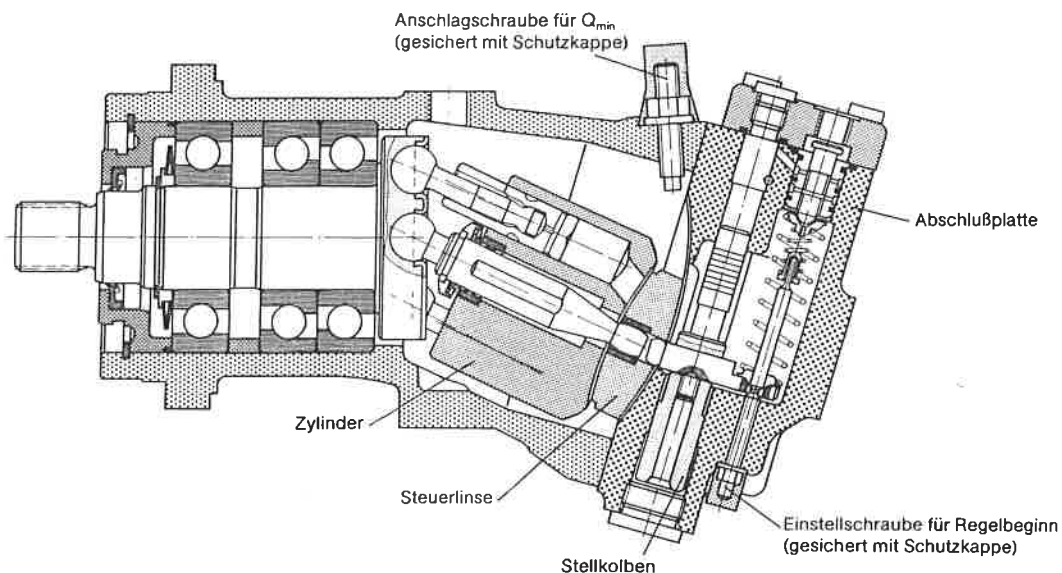 Anschlagschraube für Qmin
(gesichert mit Schutzkappe)
Abschlußplatte
Zylinder
Steuerlinse
Einstellschraube für Regelbeginn
(gesichert mit Schutzkappe)
Stellkolben